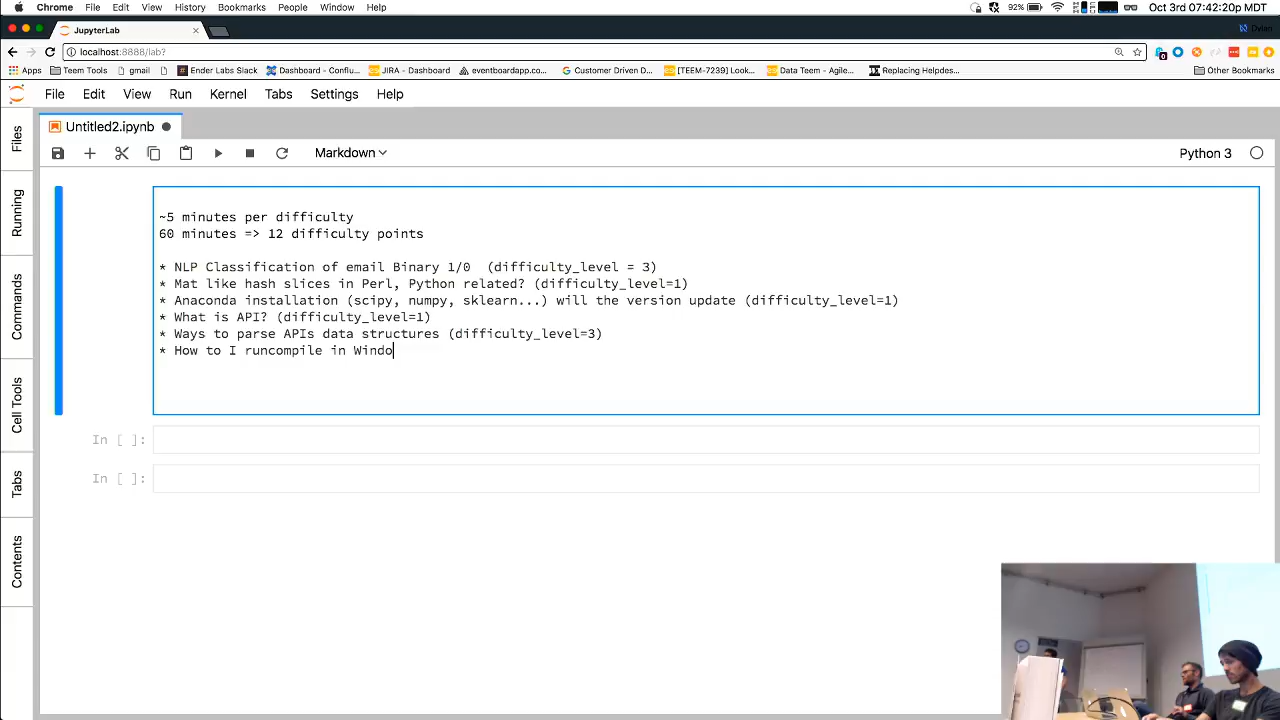 Chrome File Edit View History Bookmarks People Window Help 92% Oct 3rd 07:42:20p MDT
JupyterLab Dylan
localhost:8888/lab?
Apps Teem Tools gmail Ender Labs Slack Dashboard - Conflu... JIRA - Dashboard eventboardapp.co... Customer Driven D... [TEEM-7239] Look... Data Teem - Agile... Replacing Helpdes... Other Bookmarks
File Edit View Run Kernel Tabs Settings Help
Files
Running
Commands
Cell Tools
Tabs
Contents
Untitled2.ipynb
Markdown Python 3
~5 minutes per difficulty
60 minutes => 12 difficulty points
* NLP Classification of email Binary 1/0 (difficulty_level = 3)
* Mat like hash slices in Perl, Python related? (difficulty_level=1)
* Anaconda installation (scipy, numpy, sklearn...) will the version update (difficulty_level=1)
* What is API? (difficulty_level=1)
* Ways to parse APIs data structures (difficulty_level=3)
* How to I runcompile in Windo
In [ ]:
In [ ]: